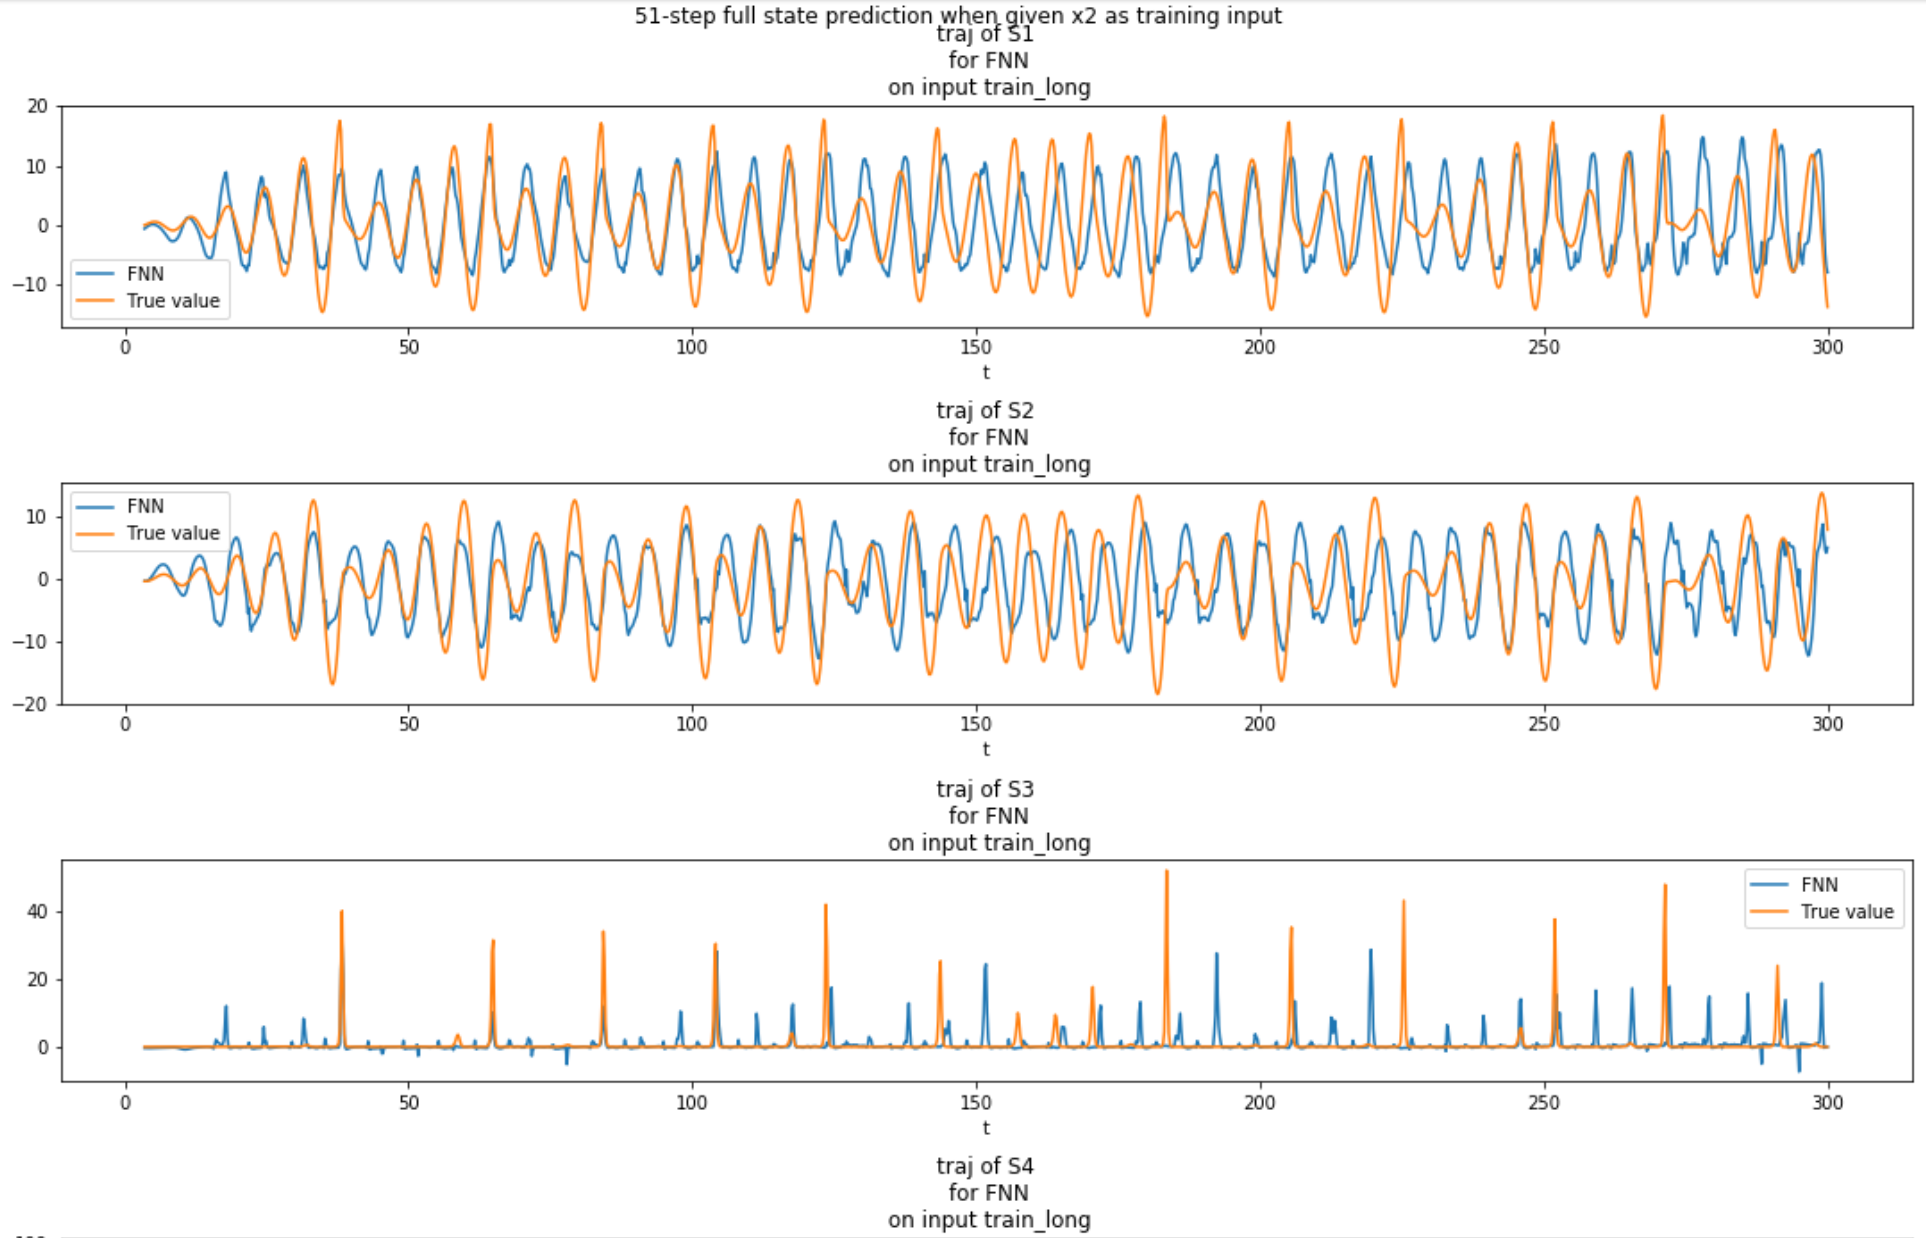 51-step full state prediction when given x2 as training input
traj of S1
for FNN
on input train_long
20
10
0
−10
FNN
True value
0 50 100 150 200 250 300
t
traj of S2
for FNN
on input train_long
10
0
−10
−20
FNN
True value
0 50 100 150 200 250 300
t
traj of S3
for FNN
on input train_long
40
20
0
FNN
True value
0 50 100 150 200 250 300
t
traj of S4
for FNN
on input train_long